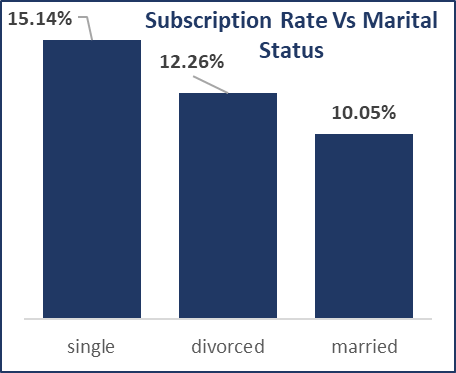 Subscription Rate Vs Marital
Status
15.14%
12.26%
10.05%
single
divorced
married